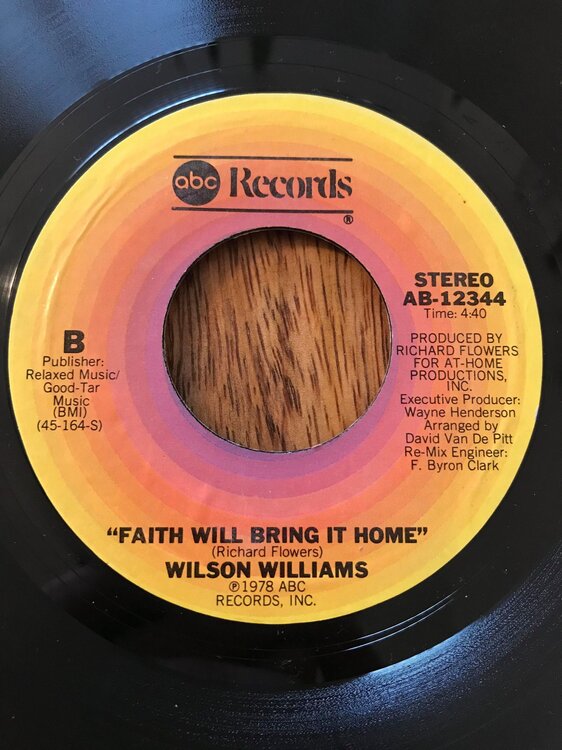 abc Records
®
STEREO
AB-12344
Time: 4:40
B
Publisher:
Relaxed Music/
Good-Tar
Music
(BMI)
(45-164-S)
PRODUCED BY
RICHARD FLOWERS
FOR AT-HOME
PRODUCTIONS,
INC.
Executive Producer:
Wayne Henderson
Arranged by
David Van De Pitt
Re-Mix Engineer:
F. Byron Clark
“FAITH WILL BRING IT HOME”
(Richard Flowers)
WILSON WILLIAMS
℗1978 ABC
RECORDS, INC.